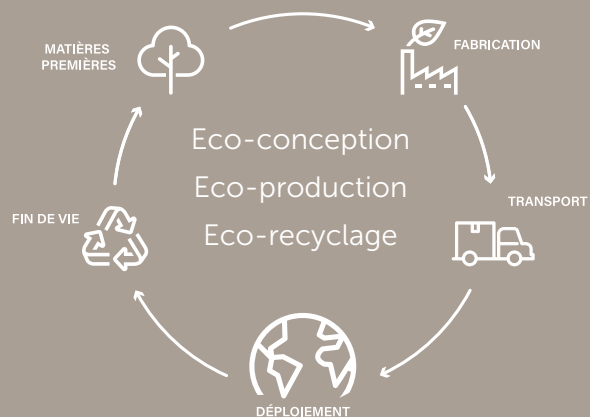 MATIÈRES
PREMIÈRES
FABRICATION
Eco-conception
Eco-production
Eco-recyclage
TRANSPORT
FIN DE VIE
DÉPLOIEMENT